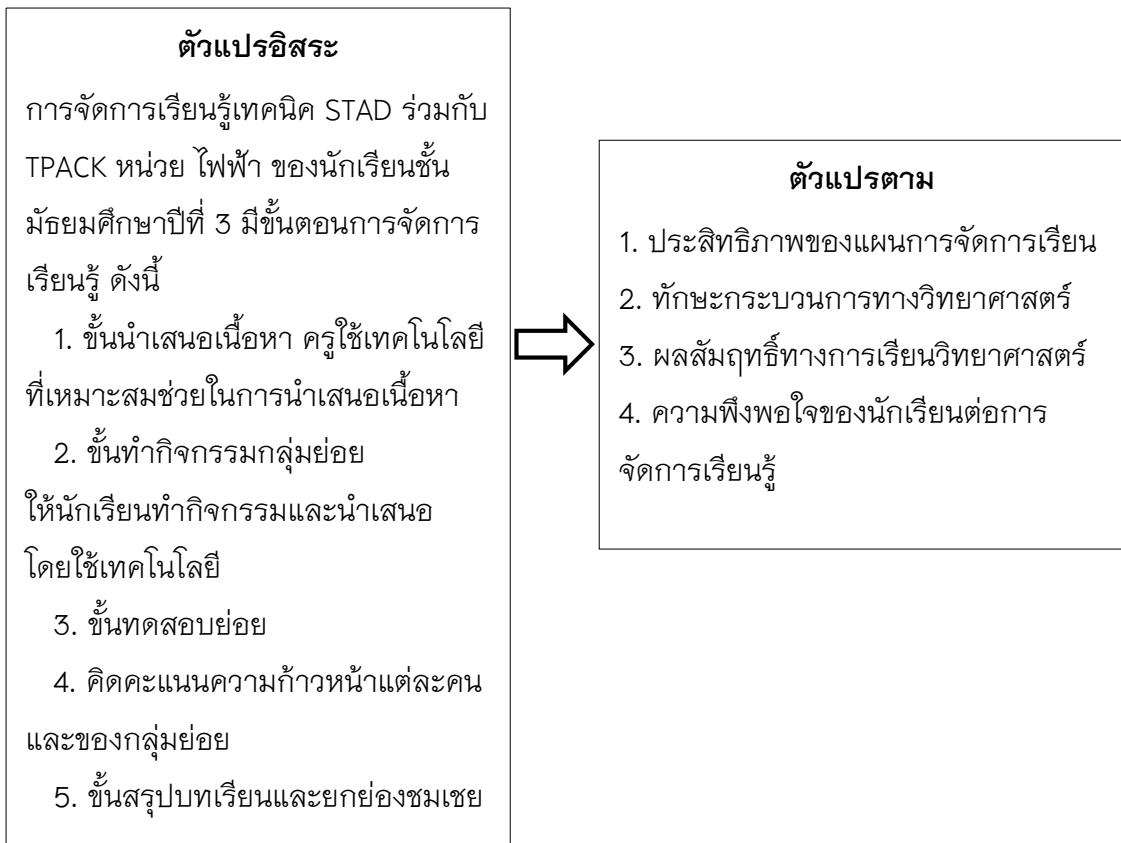 ตัวแปรอิสระ
การจัดการเรียนรู้เทคนิค STAD ร่วมกับ
TPACK หน่วย ไฟฟ้า ของนักเรียนชั้น
มัธยมศึกษาปีที่ 3 มีขั้นตอนการจัดการ
เรียนรู้ ดังนี้
1. ขั้นนำเสนอเนื้อหา ครูใช้เทคโนโลยี
ที่เหมาะสมช่วยในการนำเสนอเนื้อหา
2. ขั้นทำกิจกรรมกลุ่มย่อย
ให้นักเรียนทำกิจกรรมและนำเสนอ
โดยใช้เทคโนโลยี
3. ขั้นทดสอบย่อย
4. คิดคะแนนความก้าวหน้าแต่ละคน
และของกลุ่มย่อย
5. ขั้นสรุปบทเรียนและยกย่องชมเชย
ตัวแปรตาม
1. ประสิทธิภาพของแผนการจัดการเรียน
2. ทักษะกระบวนการทางวิทยาศาสตร์
3. ผลสัมฤทธิ์ทางการเรียนวิทยาศาสตร์
4. ความพึงพอใจของนักเรียนต่อการ
จัดการเรียนรู้